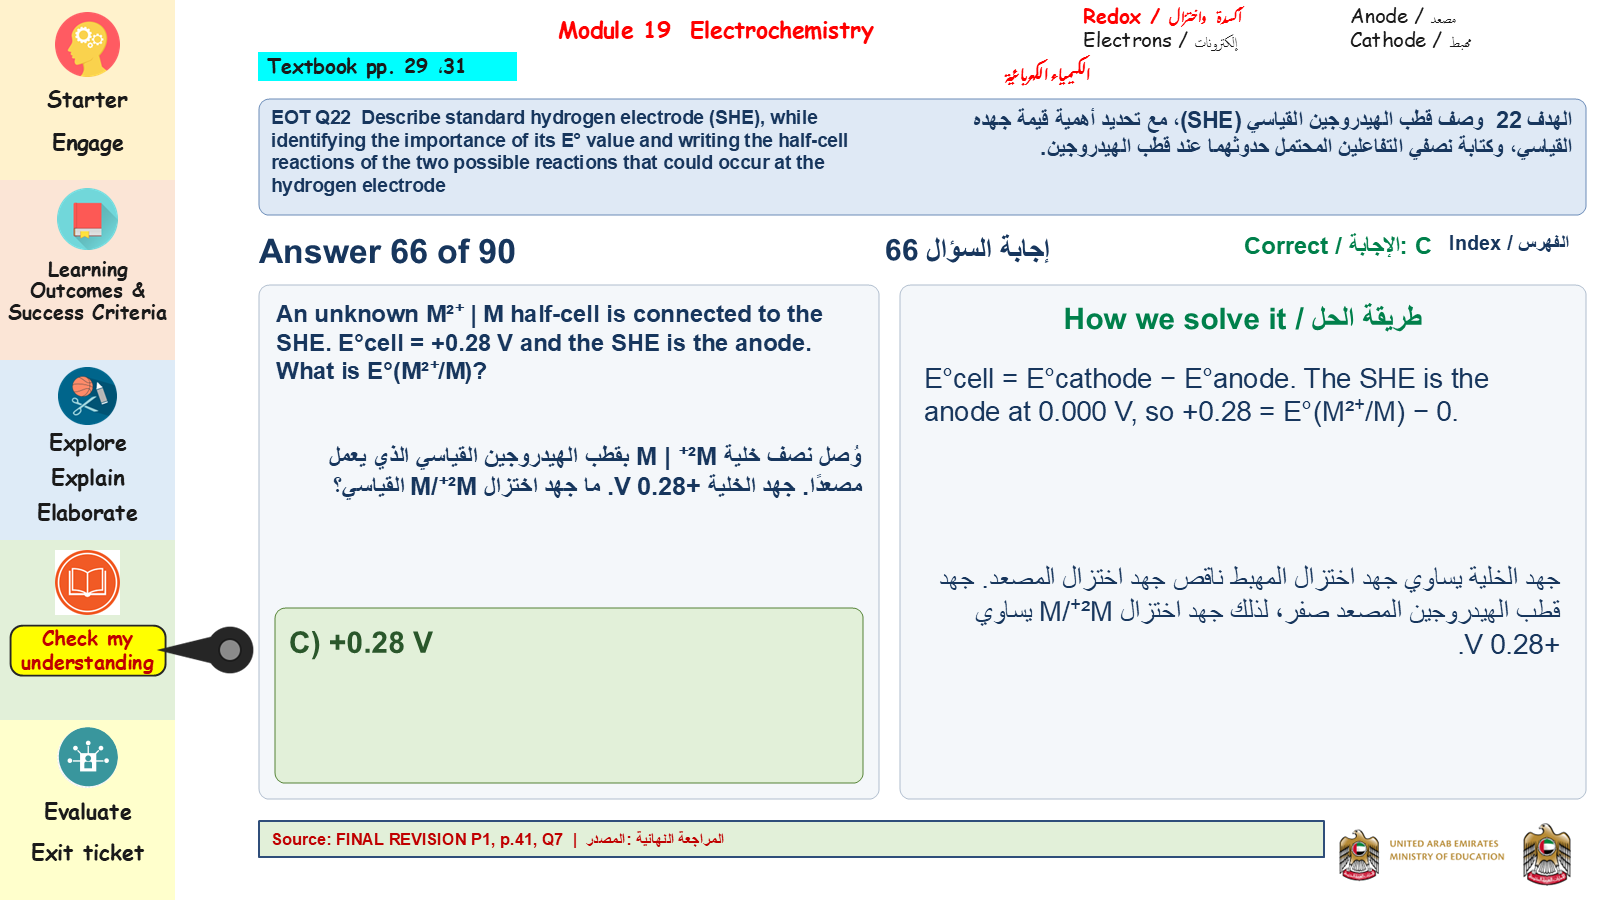 Starter
Engage
Learning
Outcomes &
Success Criteria
Explore
Explain
Elaborate
Check my
understanding
Evaluate
Exit ticket
Module 19 Electrochemistry
Redox / أكسدة واختزال
Electrons / إلكترونات
Anode / مصعد
Cathode / مهبط
الكيمياء الكهربائية
Textbook pp. 29 ،31
EOT Q22 Describe standard hydrogen electrode (SHE), while
identifying the importance of its E° value and writing the half-cell
reactions of the two possible reactions that could occur at the
hydrogen electrode
الهدف 22 وصف قطب الهيدروجين القياسي (SHE)، مع تحديد أهمية قيمة جهده
القياسي، وكتابة نصفي التفاعلين المحتمل حدوثهما عند قطب الهيدروجين.
Answer 66 of 90
إجابة السؤال 66
Correct / الإجابة: C
Index / الفهرس
An unknown M²⁺ | M half-cell is connected to the
SHE. E°cell = +0.28 V and the SHE is the anode.
What is E°(M²⁺/M)?
وُصل نصف خلية M²⁺ | M بقطب الهيدروجين القياسي الذي يعمل
مصعدًا. جهد الخلية +0.28 V. ما جهد اختزال M²⁺/M القياسي؟
C) +0.28 V
How we solve it / طريقة الحل
E°cell = E°cathode − E°anode. The SHE is the
anode at 0.000 V, so +0.28 = E°(M²⁺/M) − 0.
جهد الخلية يساوي جهد اختزال المهبط ناقص جهد اختزال المصعد. جهد
قطب الهيدروجين المصعد صفر، لذلك جهد اختزال M²⁺/M يساوي
+0.28 V.
Source: FINAL REVISION P1, p.41, Q7 | المراجعة النهائية :المصدر
UNITED ARAB EMIRATES
MINISTRY OF EDUCATION